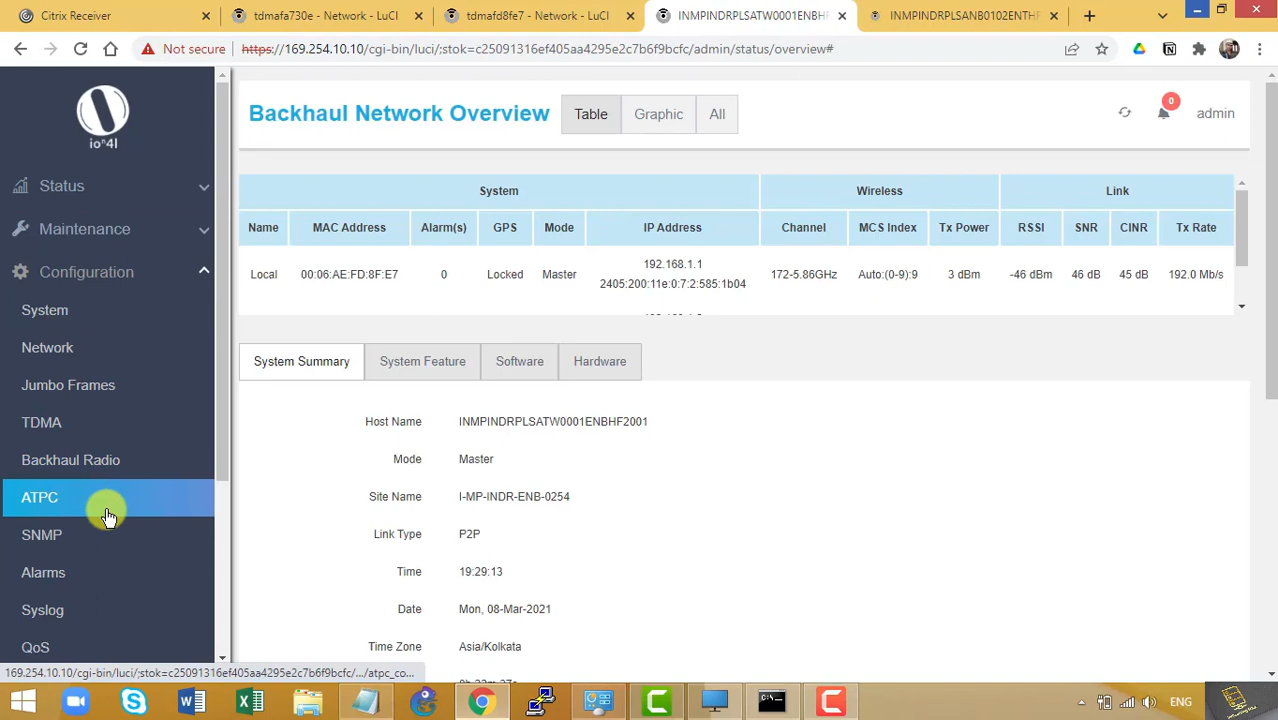 Citrix Receiver
tdmafa730e - Network - LuCI
tdmafd8fe7 - Network - LuCI
INMPINDRPLSATW0001ENBHF
INMPINDRPLSANB0102ENTHF
Not secure
https://169.254.10.10/cgi-bin/luci/;stok=c25091316ef405aa4295e2c7b6f9bcfc/admin/status/overview#
ion4l
Status
Maintenance
Configuration
System
Network
Jumbo Frames
TDMA
Backhaul Radio
ATPC
SNMP
Alarms
Syslog
QoS
Backhaul Network Overview
Table
Graphic
All
0
admin
System
Wireless
Link
Name
MAC Address
Alarm(s)
GPS
Mode
IP Address
Channel
MCS Index
Tx Power
RSSI
SNR
CINR
Tx Rate
Local
00:06:AE:FD:8F:E7
0
Locked
Master
192.168.1.1
2405:200:11e:0:7:2:585:1b04
172-5.86GHz
Auto:(0-9):9
3 dBm
-46 dBm
46 dB
45 dB
192.0 Mb/s
System Summary
System Feature
Software
Hardware
Host Name
INMPINDRPLSATW0001ENBHF2001
Mode
Master
Site Name
I-MP-INDR-ENB-0254
Link Type
P2P
Time
19:29:13
Date
Mon, 08-Mar-2021
Time Zone
Asia/Kolkata
169.254.10.10/cgi-bin/luci/;stok=c25091316ef405aa4295e2c7b6f9bcfc/.../atpc_co...
ENG